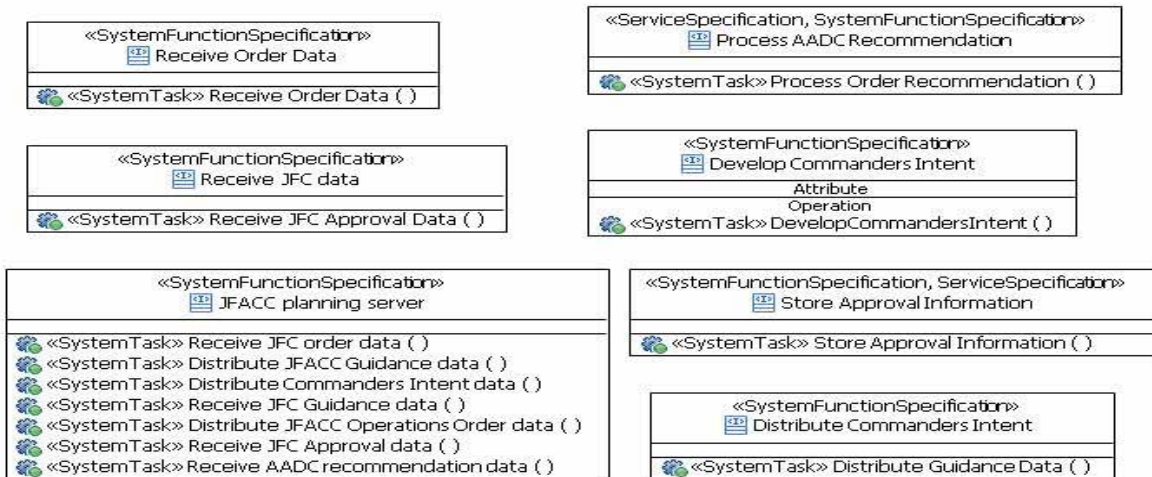 «SystemFunctionSpecification»
Receive Order Data
«SystemTask» Receive Order Data ( )
«ServiceSpecification, SystemFunctionSpecification»
Process AADC Recommendation
«SystemTask» Process Order Recommendation ( )
«SystemFunctionSpecification»
Receive JFC data
«SystemTask» Receive JFC Approval Data ( )
«SystemFunctionSpecification»
Develop Commanders Intent
Attribute
Operation
«SystemTask» DevelopCommandersIntent ( )
«SystemFunctionSpecification»
JFACC planning server
«SystemTask» Receive JFC order data ( )
«SystemTask» Distribute JFACC Guidance data ( )
«SystemTask» Distribute Commanders Intent data ( )
«SystemTask» Receive JFC Guidance data ( )
«SystemTask» Distribute JFACC Operations Order data ( )
«SystemTask» Receive JFC Approval data ( )
«SystemTask» Receive AADC recommendation data ( )
«SystemFunctionSpecification, ServiceSpecification»
Store Approval Information
«SystemTask» Store Approval Information ( )
«SystemFunctionSpecification»
Distribute Commanders Intent
«SystemTask» Distribute Guidance Data ( )